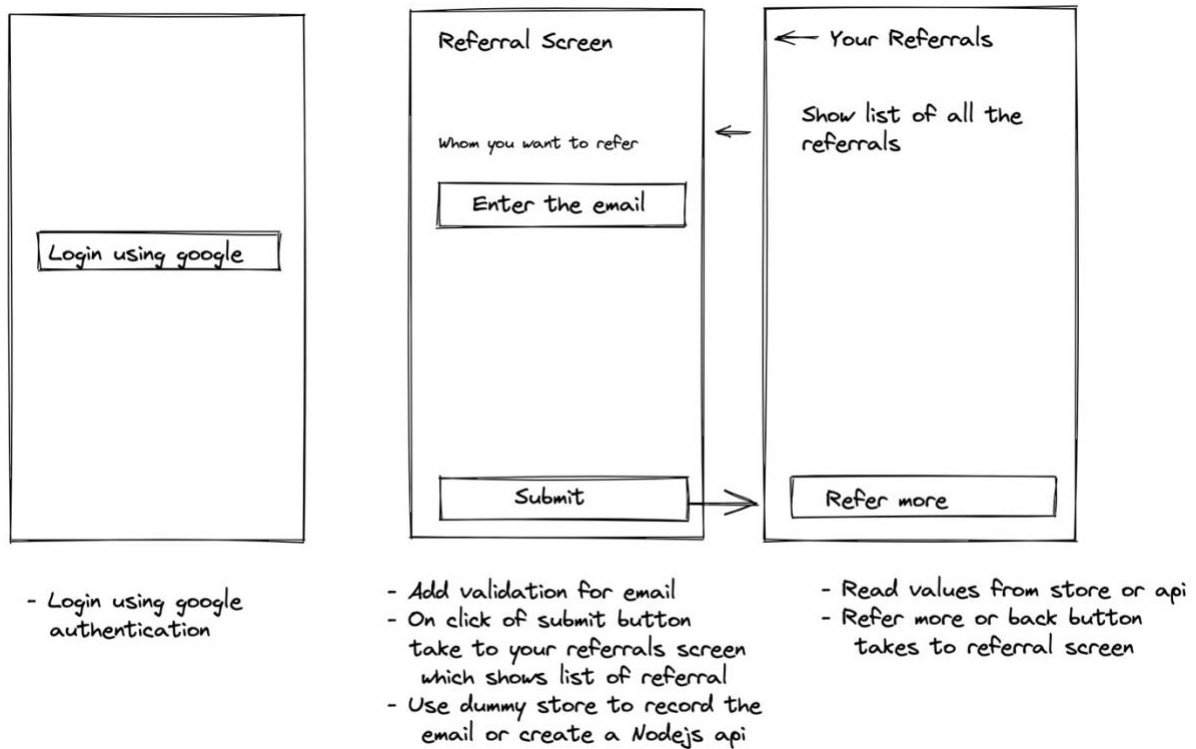 Login using google
- Login using google
authentication
Referral Screen
Whom you want to refer
Enter the email
Submit
- Add validation for email
- On click of submit button
take to your referrals screen
which shows list of referral
- Use dummy store to record the
email or create a Nodejs api
← Your Referrals
Show list of all the
referrals
Refer more
- Read values from store or api
- Refer more or back button
takes to referral screen